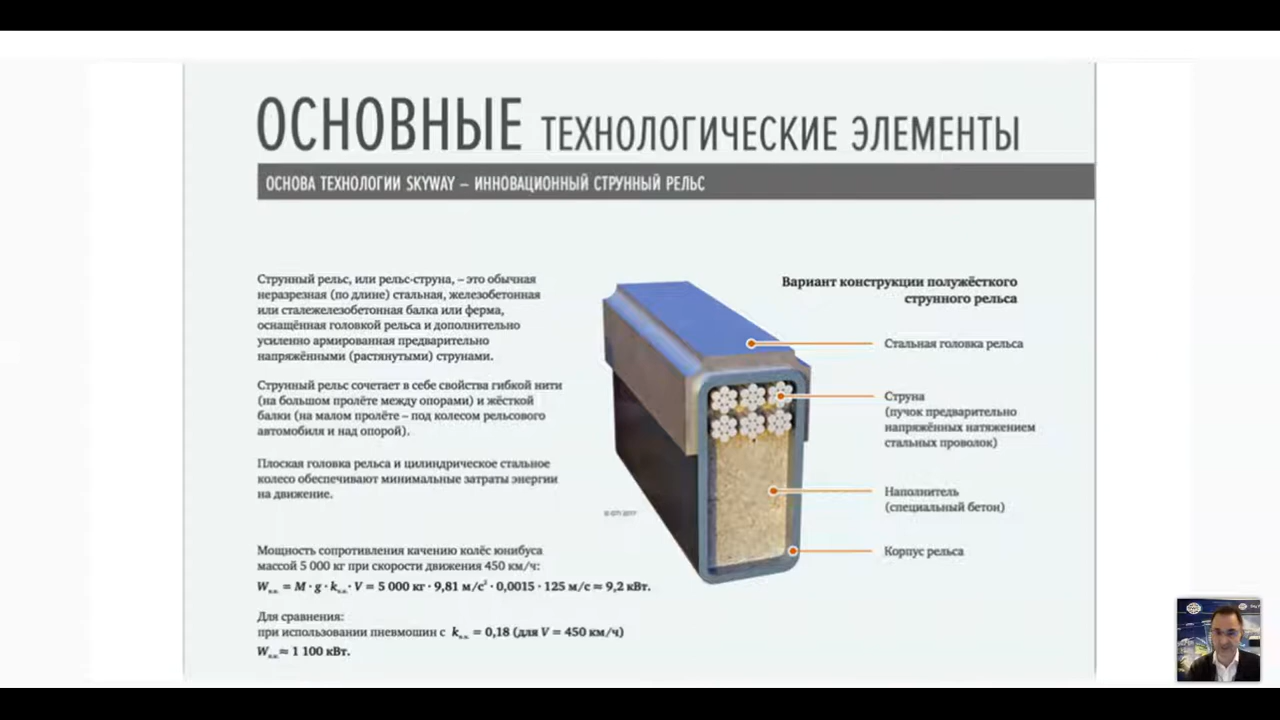 ОСНОВНЫЕ ТЕХНОЛОГИЧЕСКИЕ ЭЛЕМЕНТЫ
ОСНОВА ТЕХНОЛОГИИ SKYWAY – ИННОВАЦИОННЫЙ СТРУННЫЙ РЕЛЬС
Струнный рельс, или рельс-струна, – это обычная
неразрезная (по длине) стальная, железобетонная
или сталежелезобетонная балка или ферма,
оснащённая головкой рельса и дополнительно
усиленно армированная предварительно
напряжёнными (растянутыми) струнами.
Струнный рельс сочетает в себе свойства гибкой нити
(на большом пролёте между опорами) и жёсткой
балки (на малом пролёте – под колесом рельсового
автомобиля и над опорой).
Плоская головка рельса и цилиндрическое стальное
колесо обеспечивают минимальные затраты энергии
на движение.
Мощность сопротивления качению колёс юнибуса
массой 5 000 кг при скорости движения 450 км/ч:
Wк.к. = M · g · kк.к. · V = 5 000 кг · 9,81 м/с² · 0,0015 · 125 м/с ≈ 9,2 кВт.
Для сравнения:
при использовании пневмошин с kк.к. = 0,18 (для V = 450 км/ч)
Wк.к. ≈ 1 100 кВт.
Вариант конструкции полужёсткого
струнного рельса
Стальная головка рельса
Струна
(пучок предварительно
напряжённых натяжением
стальных проволок)
Наполнитель
(специальный бетон)
Корпус рельса